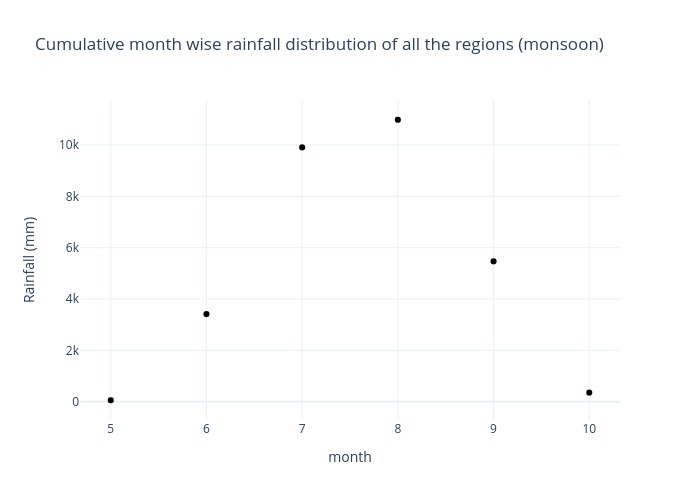 Cumulative month wise rainfall distribution of all the regions (monsoon)
10k
8k
6k
4k
2k
0
Rainfall (mm)
5 6 7 8 9 10
month